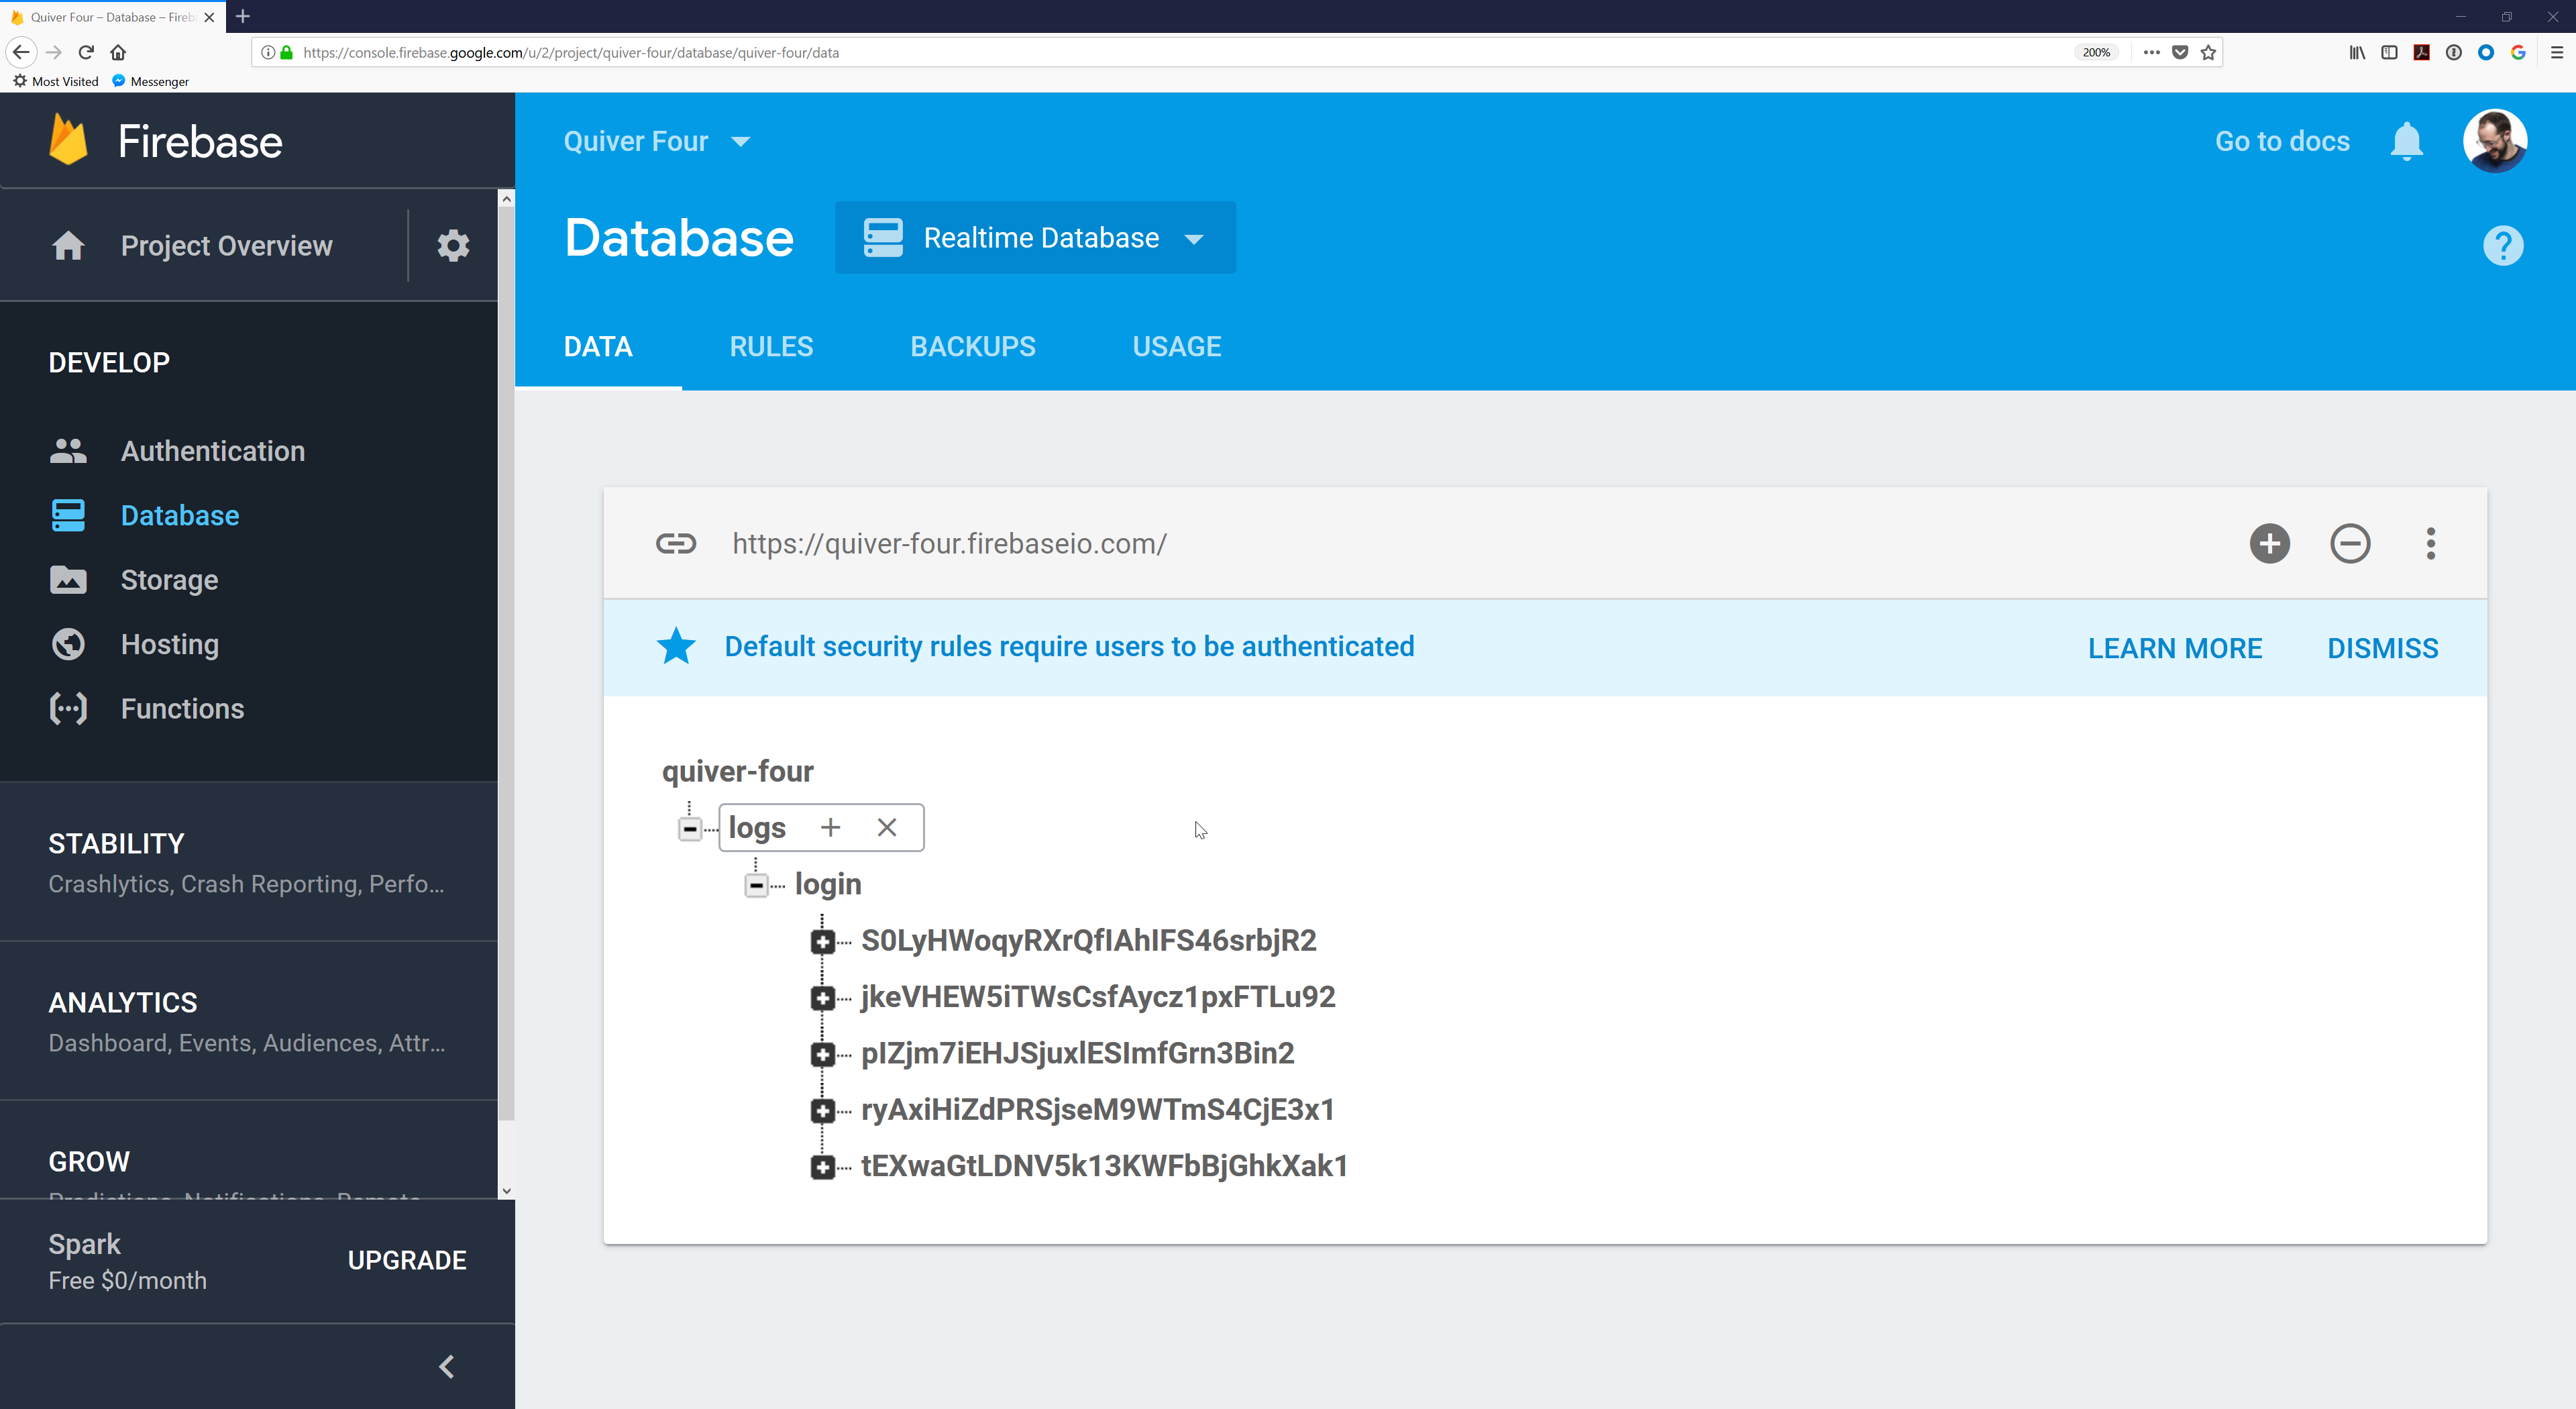 Quiver Four – Database – Fireb
https://console.firebase.google.com/u/2/project/quiver-four/database/quiver-four/data
200%
Most Visited
Messenger
Firebase
Project Overview
DEVELOP
Authentication
Database
Storage
Hosting
Functions
STABILITY
Crashlytics, Crash Reporting, Perfo...
ANALYTICS
Dashboard, Events, Audiences, Attr...
GROW
Predictions, Notifications, Remote
Spark
Free $0/month
UPGRADE
Quiver Four
Go to docs
Database
Realtime Database
DATA
RULES
BACKUPS
USAGE
https://quiver-four.firebaseio.com/
Default security rules require users to be authenticated
LEARN MORE
DISMISS
quiver-four
logs
login
S0LyHWoqyRXrQfIAhIFS46srbjR2
jkeVHEW5iTWsCsfAycz1pxFTLu92
pIZjm7iEHJSjuxlESImfGrn3Bin2
ryAxiHiZdPRSjseM9WTmS4CjE3x1
tEXwaGtLDNV5k13KWFbBjGhkXak1